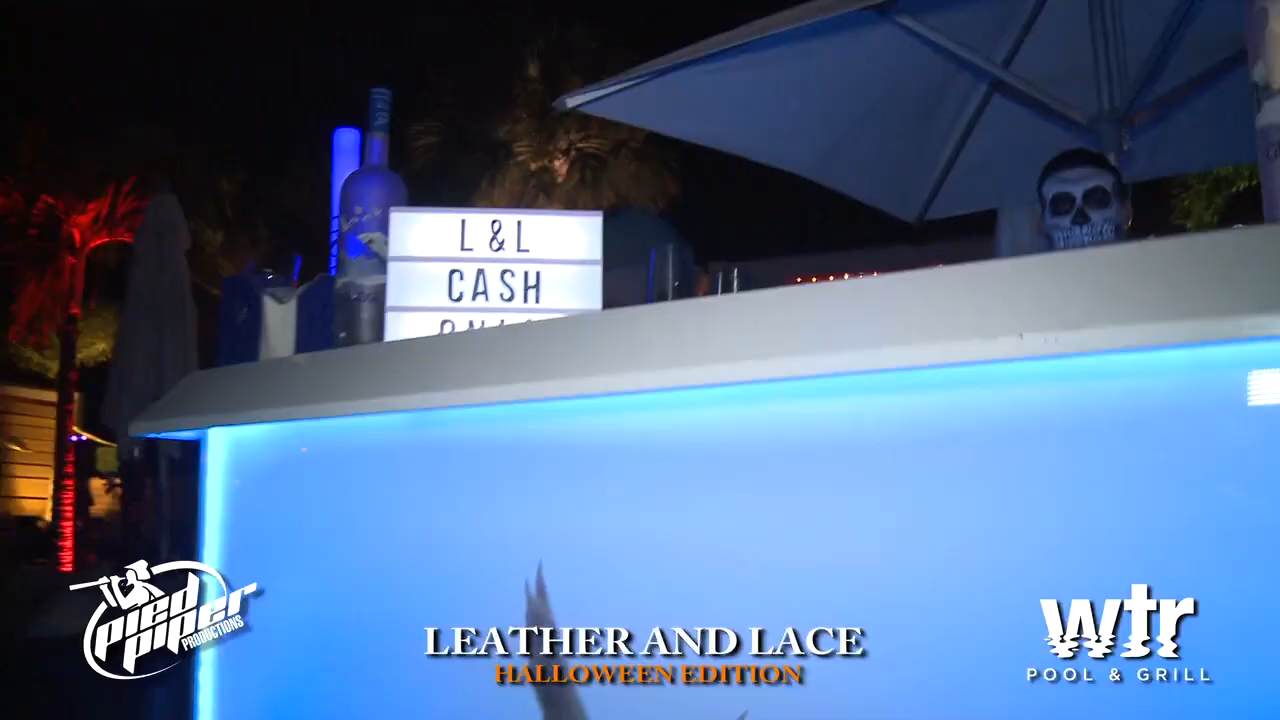 L & L
CASH
PIED
PIPER
PRODUCTIONS
LEATHER AND LACE
HALLOWEEN EDITION
wtr
POOL & GRILL